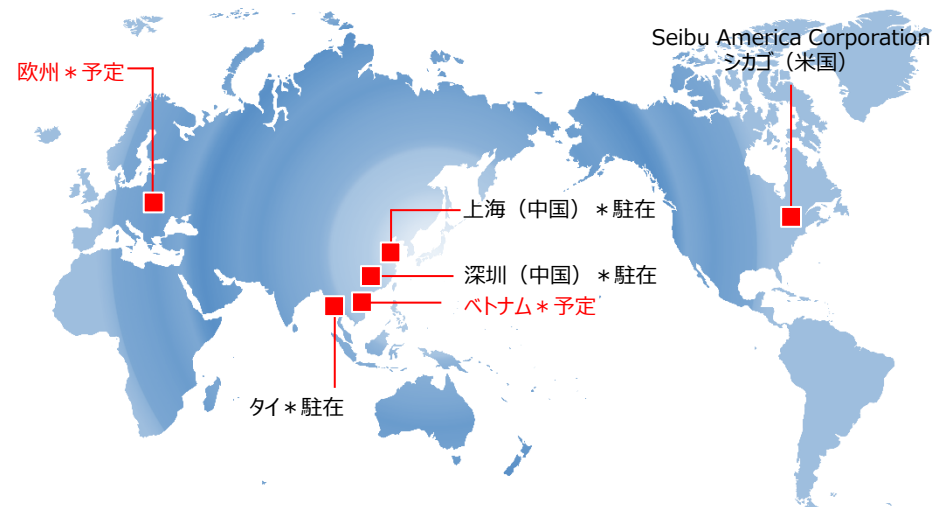 Seibu America Corporation
シカゴ（米国）
欧州＊予定
上海（中国）＊駐在
深圳（中国）＊駐在
ベトナム＊予定
タイ＊駐在